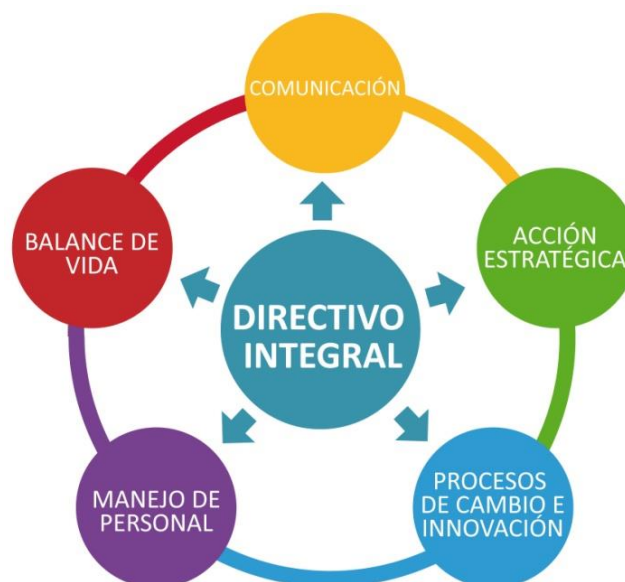 COMUNICACIÓN
BALANCE DE
VIDA
ACCIÓN
ESTRATÉGICA
DIRECTIVO
INTEGRAL
MANEJO DE
PERSONAL
PROCESOS
DE CAMBIO E
INNOVACIÓN